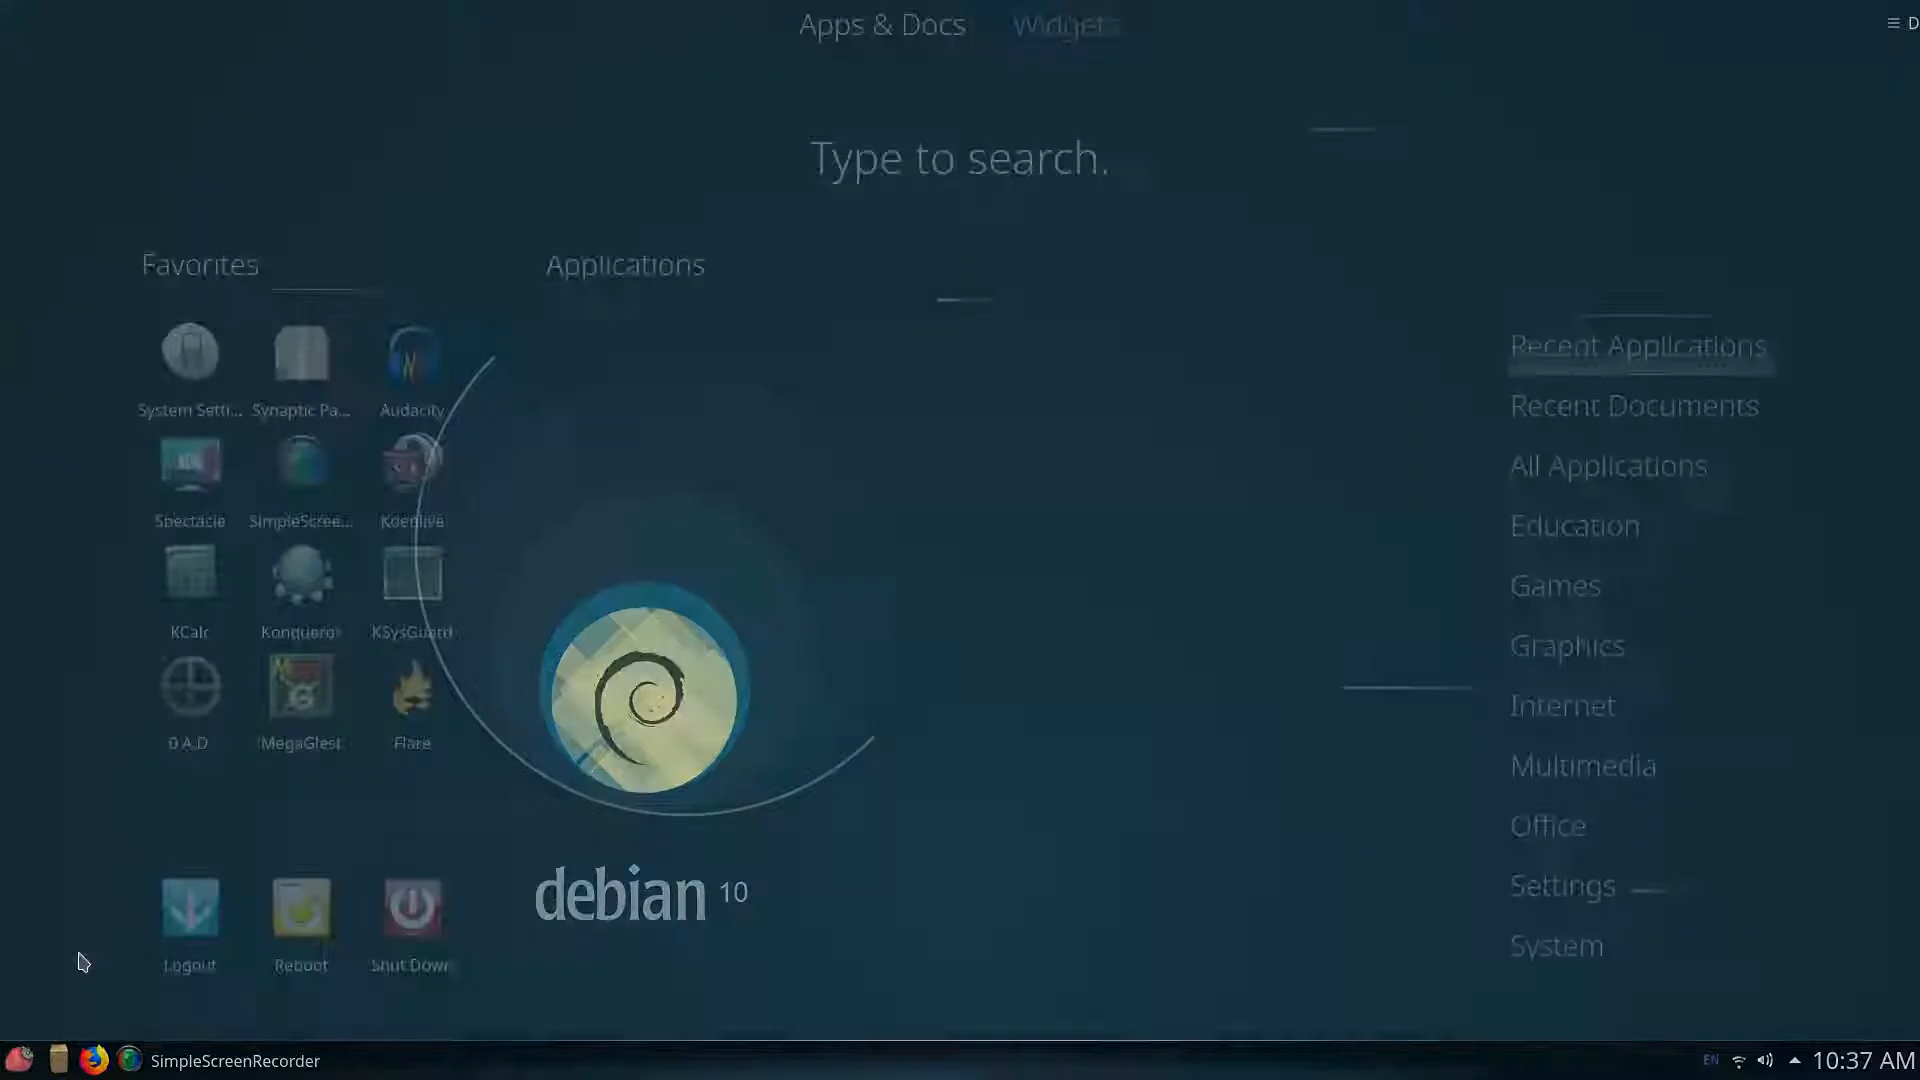 Apps & Docs
Widgets
Type to search.
Favorites
Applications
System Setti...
Synaptic Pa...
Audacity
Spectacle
SimpleScree...
Kdenlive
KCalc
Konqueror
KSysGuard
0 A.D
MegaGlest
Flare
Logout
Reboot
Shut Down
debian 10
Recent Applications
Recent Documents
All Applications
Education
Games
Graphics
Internet
Multimedia
Office
Settings
System
SimpleScreenRecorder
EN
10:37 AM